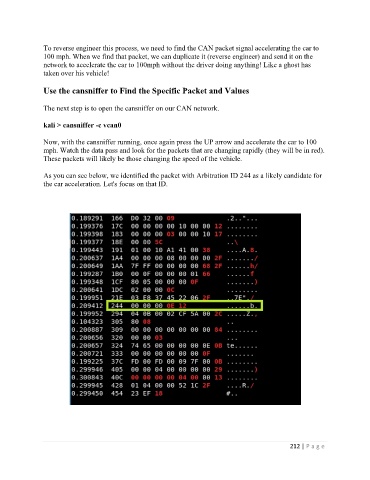 To reverse engineer this process, we need to find the CAN packet signal accelerating the car to
100 mph. When we find that packet, we can duplicate it (reverse engineer) and send it on the
network to accelerate the car to 100mph without the driver doing anything! Like a ghost has
taken over his vehicle!
Use the cansniffer to Find the Specific Packet and Values
The next step is to open the cansniffer on our CAN network.
kali > cansniffer -c vcan0
Now, with the cansniffer running, once again press the UP arrow and accelerate the car to 100
mph. Watch the data pass and look for the packets that are changing rapidly (they will be in red).
These packets will likely be those changing the speed of the vehicle.
As you can see below, we identified the packet with Arbitration ID 244 as a likely candidate for
the car acceleration. Let's focus on that ID.
0.189291 166 D0 32 00 09 .2..
0.199376 17C 00 00 00 00 10 00 00 12 ........
0.199398 183 00 00 00 03 00 00 10 17 ........
0.199377 18E 00 00 5C ..\
0.199443 191 01 00 10 A1 41 00 38 ....A.8.
0.200637 1A4 00 00 00 08 00 00 00 2F ......./
0.200649 1AA 7F FF 00 00 00 00 68 2F ......h/
0.199287 1B0 00 0F 00 00 00 01 66 ......f
0.199348 1CF 80 05 00 00 00 0F .......)
0.200641 1DC 02 00 00 0C
0.199951 21E 03 E8 37 45 22 06 2F ..7E"./
0.209412 244 00 00 00 0E 12
0.199952 294 04 0B 00 02 CF 5A 00 2C .....Z.,
0.104323 305 80 08 ..
0.200887 309 00 00 00 00 00 00 00 84 ........
0.200656 320 00 00 03 ...
0.200657 324 74 65 00 00 00 00 0E 0B te......
0.200721 333 00 00 00 00 00 00 0F .......
0.199225 37C FD 00 FD 00 09 7F 00 0B ........
0.299946 405 00 00 04 00 00 00 00 29 .......)
0.300043 40C 00 00 00 00 04 00 00 13 ........
0.299945 428 01 04 00 00 52 1C 2F ....R./
0.299450 454 23 EF 18 #..
212 | P a g e